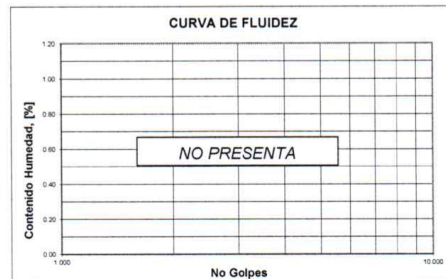 CURVA DE FLUIDEZ
Contenido Humedad, [%]
1.20
1.00
0.80
0.60
0.40
0.20
0.00
NO PRESENTA
1.000
10.000
No Golpes